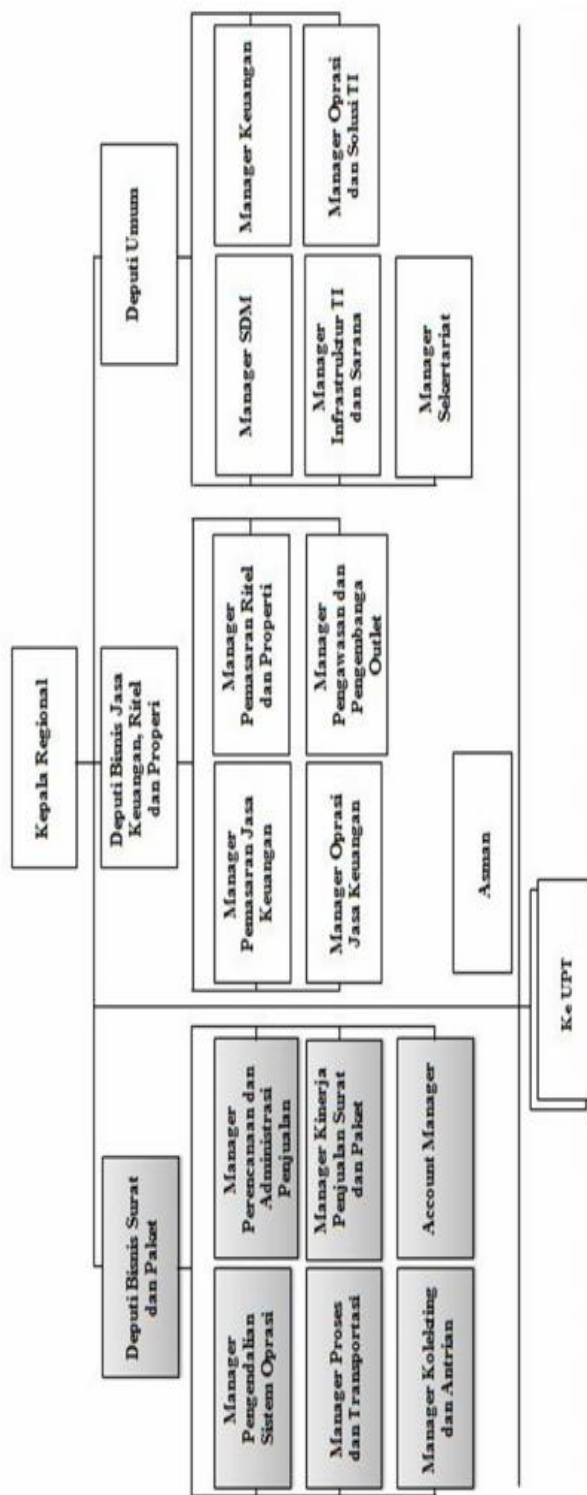 Kepala Regional
Deputi Bisnis Surat
dan Paket
Deputi Bisnis Jasa
Keuangan, Ritel
dan Properi
Deputi Umum
Manager
Pengendalian
Sistem Oprasi
Manager
Perencanaan dan
Administrasi
Penjualan
Manager
Pemasaran Jasa
Keuangan
Manager
Pemasaran Ritel
dan Properti
Manager SDM
Manager Keuangan
Manager Proses
dan Transportasi
Manager Kinerja
Penjualan Surat
dan Paket
Manager Oprasi
Jasa Keuangan
Manager
Pengawasan dan
Pengembanga
Outlet
Manager
Infrastruktur TI
dan Sarana
Manager Oprasi
dan Solusi TI
Manager Kolekting
dan Antrian
Account Manager
Manager
Sekertariat
Asman
Ke UPT